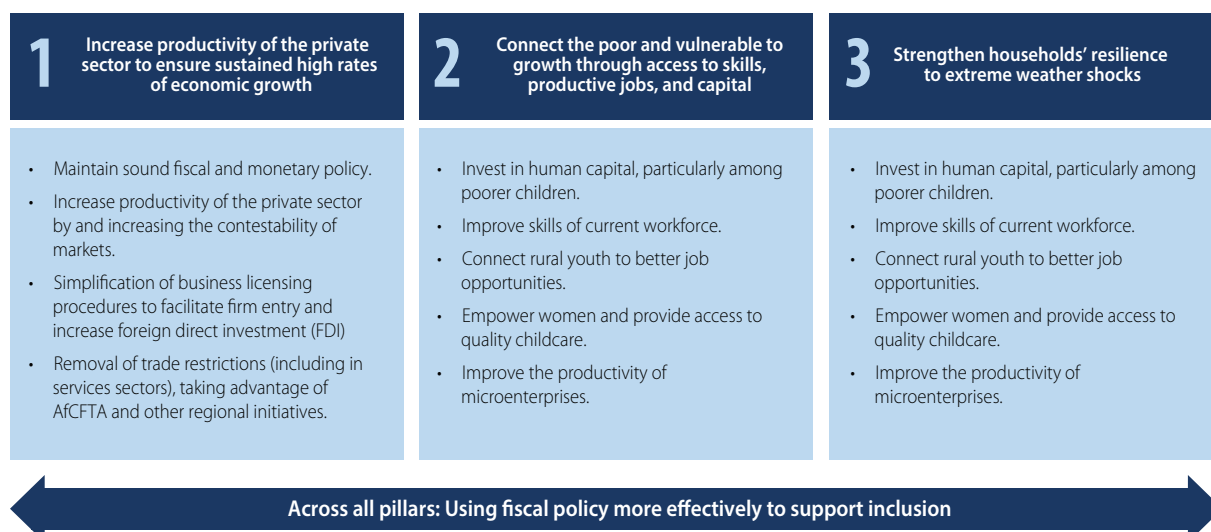 1
Increase productivity of the private
sector to ensure sustained high rates
of economic growth
• Maintain sound fiscal and monetary policy.
• Increase productivity of the private sector
by and increasing the contestability of
markets.
• Simplification of business licensing
procedures to facilitate firm entry and
increase foreign direct investment (FDI)
• Removal of trade restrictions (including in
services sectors), taking advantage of
AfCFTA and other regional initiatives.
2
Connect the poor and vulnerable to
growth through access to skills,
productive jobs, and capital
• Invest in human capital, particularly among
poorer children.
• Improve skills of current workforce.
• Connect rural youth to better job
opportunities.
• Empower women and provide access to
quality childcare.
• Improve the productivity of
microenterprises.
3
Strengthen households’ resilience
to extreme weather shocks
• Invest in human capital, particularly among
poorer children.
• Improve skills of current workforce.
• Connect rural youth to better job
opportunities.
• Empower women and provide access to
quality childcare.
• Improve the productivity of
microenterprises.
Across all pillars: Using fiscal policy more effectively to support inclusion